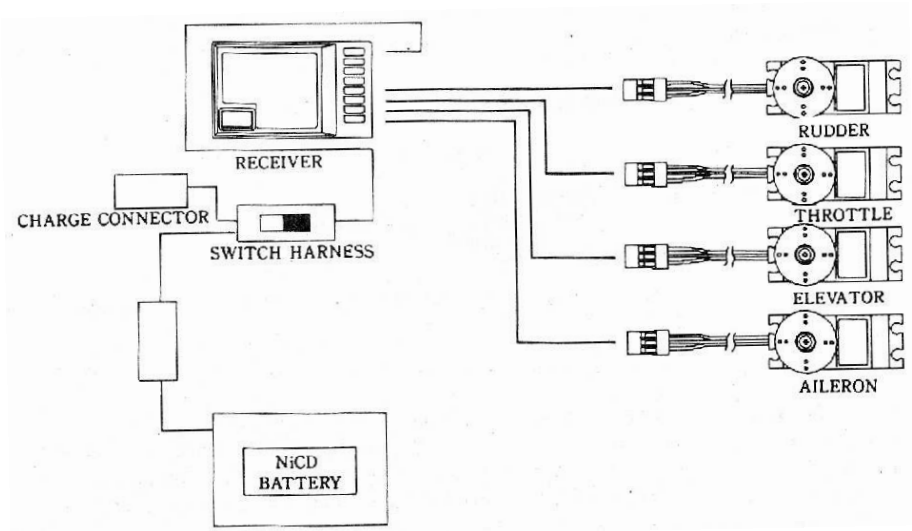 RUDDER
RECEIVER
THROTTLE
CHARGE CONNECTOR
SWITCH HARNESS
ELEVATOR
AILERON
NiCD
BATTERY